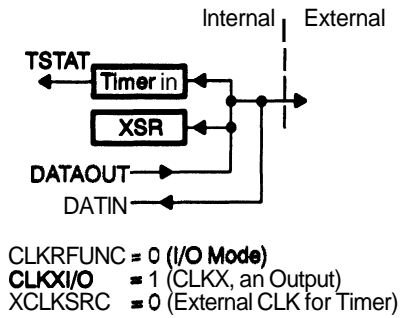 Internal External
TSTAT
Timer in
XSR
DATAOUT
DATIN
CLKRFUNC = 0 (I/O Mode)
CLKXI/O = 1 (CLKX, an Output)
XCLKSRC = 0 (External CLK for Timer)